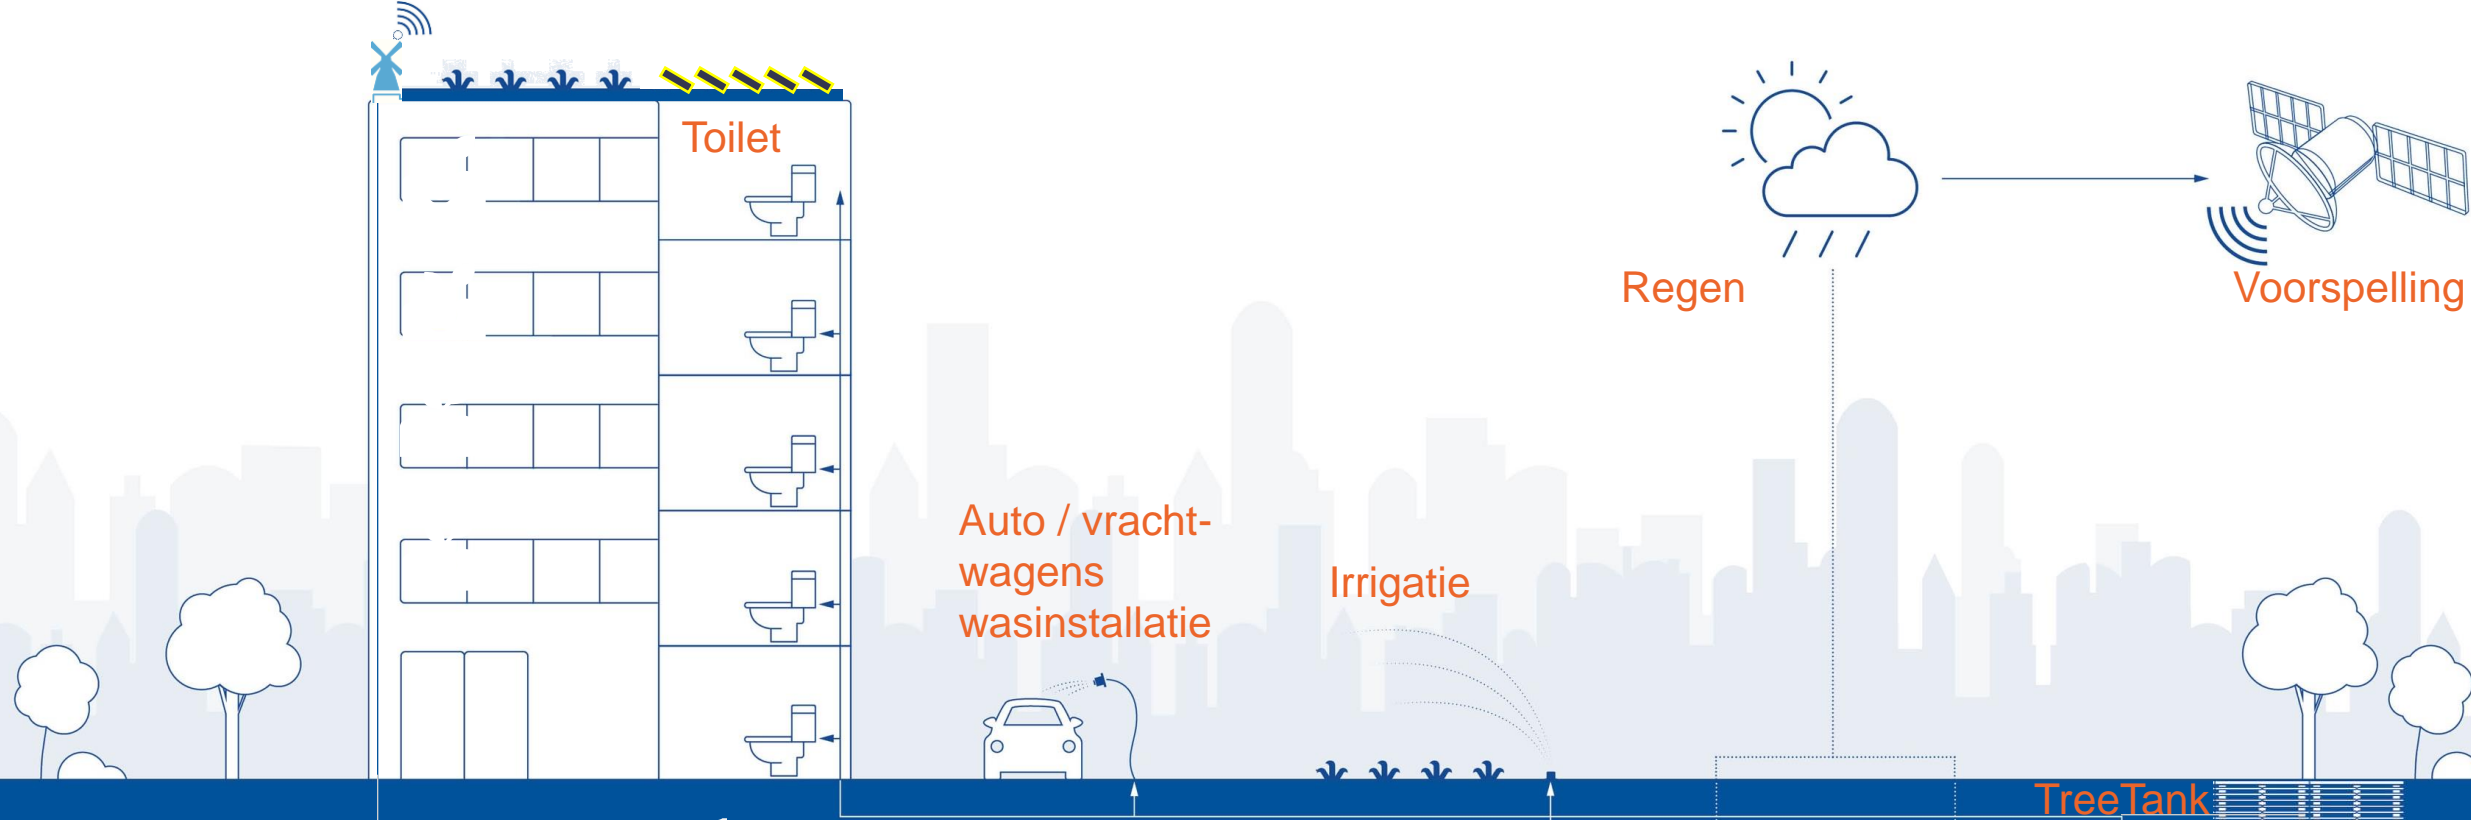 Toilet
Regen
Voorspelling
Auto / vracht-
wagens
wasinstallatie
Irrigatie
TreeTank